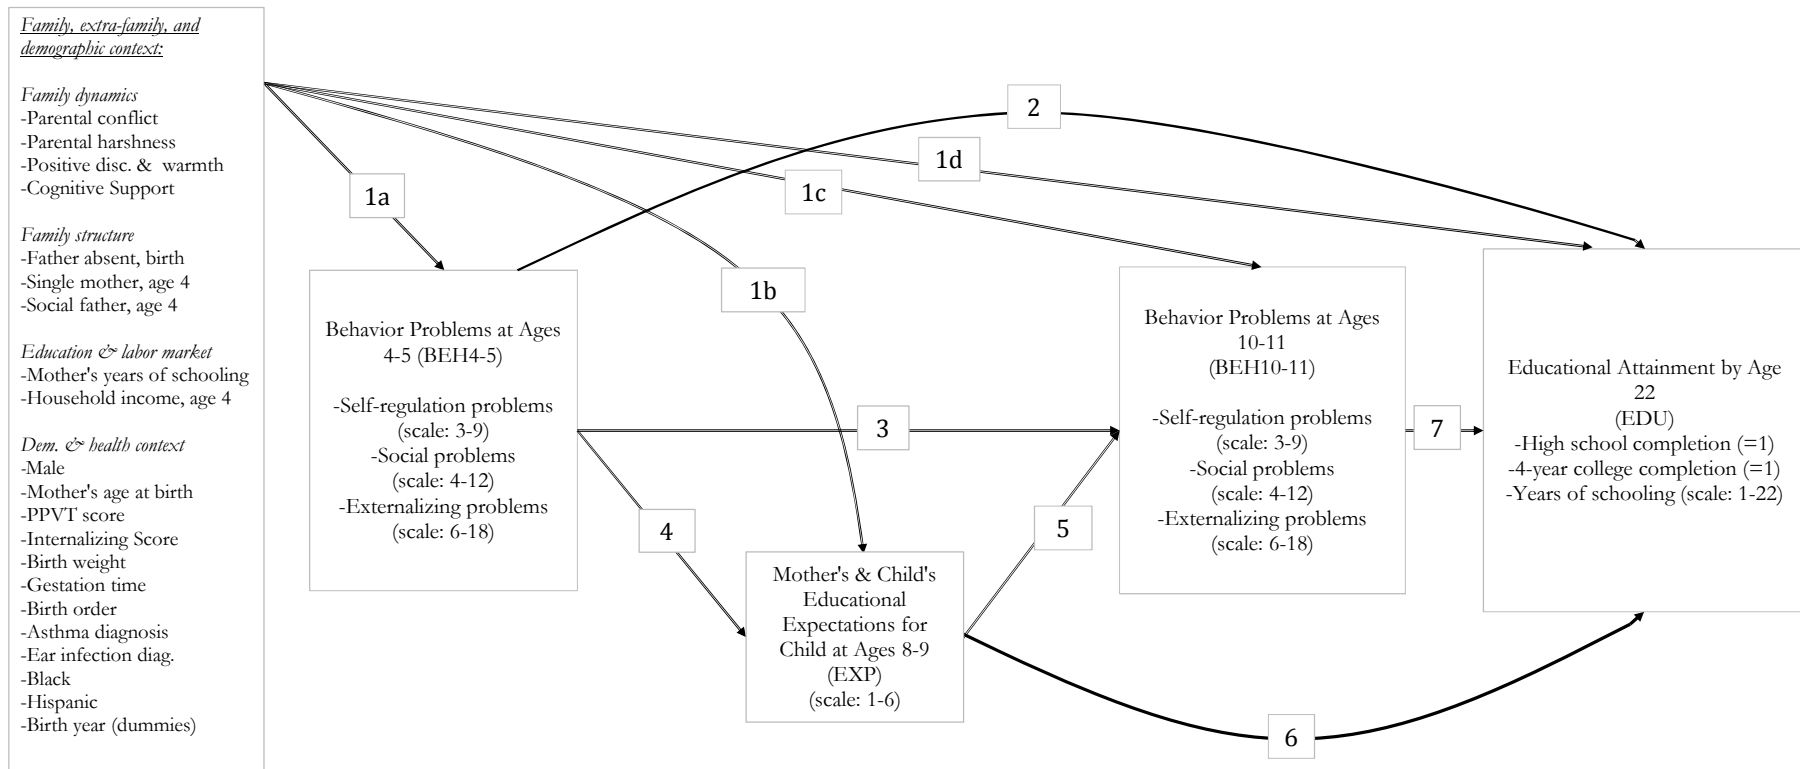 Family, extra-family, and
demographic context:
Family dynamics
-Parental conflict
-Parental harshness
-Positive disc. & warmth
-Cognitive Support
Family structure
-Father absent, birth
-Single mother, age 4
-Social father, age 4
Education & labor market
-Mother's years of schooling
-Household income, age 4
Dem. & health context
-Male
-Mother's age at birth
-PPVT score
-Internalizing Score
-Birth weight
-Gestation time
-Birth order
-Asthma diagnosis
-Ear infection diag.
-Black
-Hispanic
-Birth year (dummies)
1a
1b
1c
1d
2
Behavior Problems at Ages
4-5 (BEH4-5)
-Self-regulation problems
(scale: 3-9)
-Social problems
(scale: 4-12)
-Externalizing problems
(scale: 6-18)
3
4
Mother's & Child's
Educational
Expectations for
Child at Ages 8-9
(EXP)
(scale: 1-6)
5
6
Behavior Problems at Ages
10-11
(BEH10-11)
-Self-regulation problems
(scale: 3-9)
-Social problems
(scale: 4-12)
-Externalizing problems
(scale: 6-18)
7
Educational Attainment by Age
22
(EDU)
-High school completion (=1)
-4-year college completion (=1)
-Years of schooling (scale: 1-22)